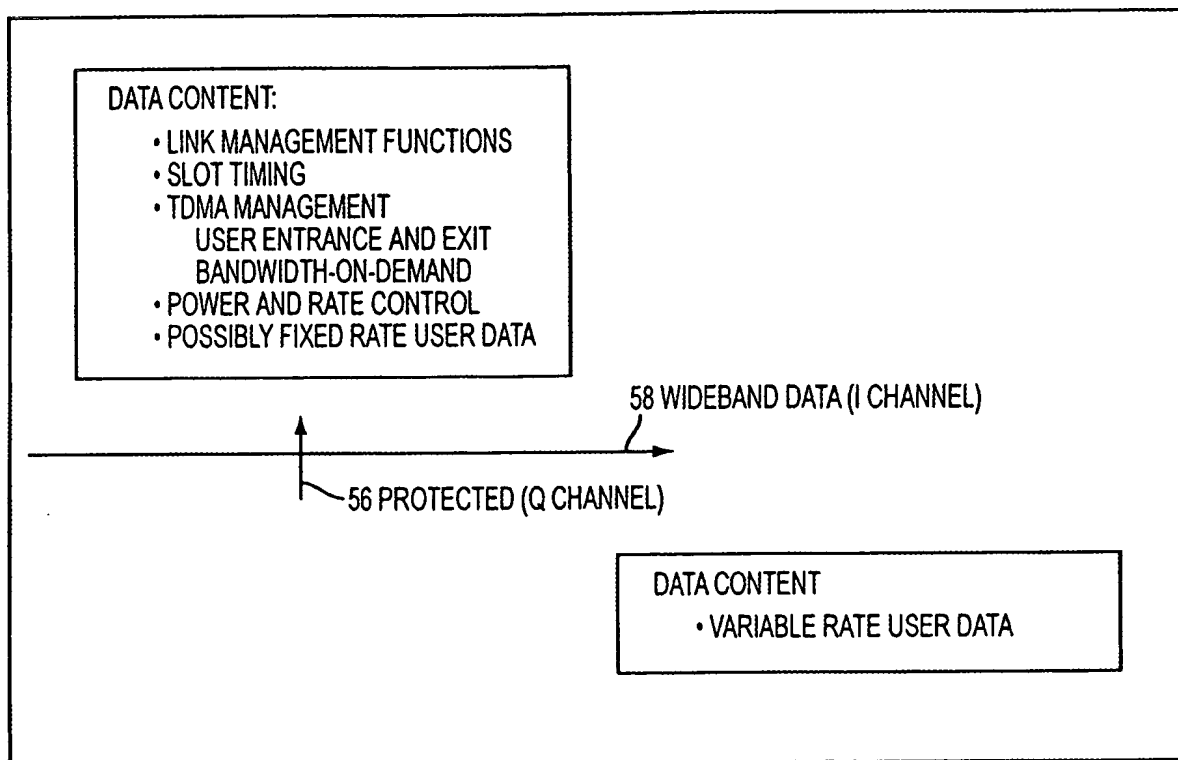 DATA CONTENT:
• LINK MANAGEMENT FUNCTIONS
• SLOT TIMING
• TDMA MANAGEMENT
USER ENTRANCE AND EXIT
BANDWIDTH-ON-DEMAND
• POWER AND RATE CONTROL
• POSSIBLY FIXED RATE USER DATA
58 WIDEBAND DATA (I CHANNEL)
56 PROTECTED (Q CHANNEL)
DATA CONTENT
• VARIABLE RATE USER DATA